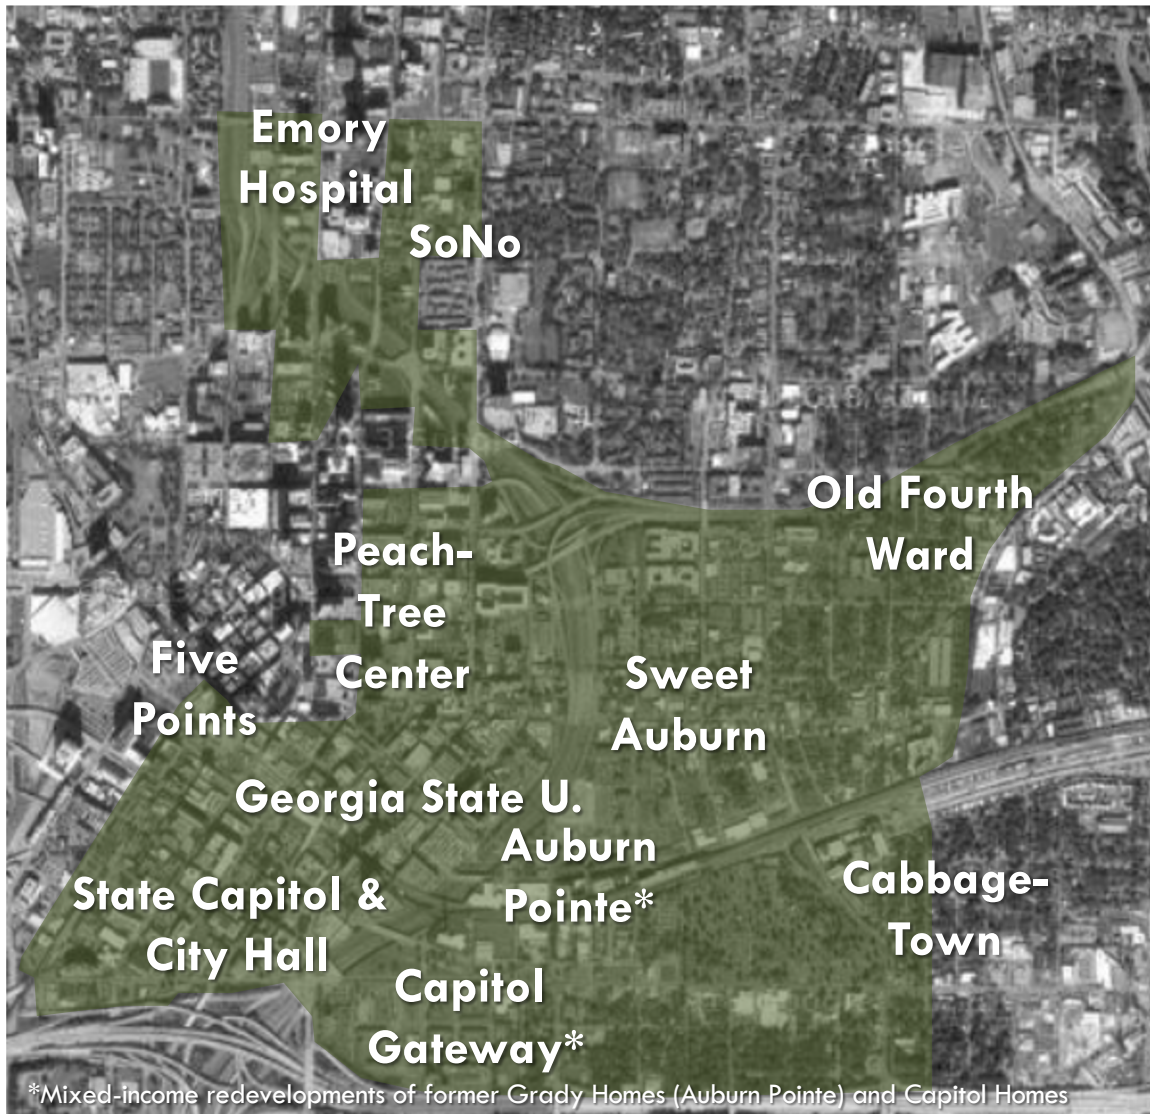 Emory
Hospital
SoNo
Old Fourth
Ward
Peach-
Tree
Center
Five
Points
Sweet
Auburn
Georgia State U.
Auburn
Pointe*
State Capitol &
City Hall
Cabbage-
Town
Capitol
Gateway*
*Mixed-income redevelopments of former Grady Homes (Auburn Pointe) and Capitol Homes